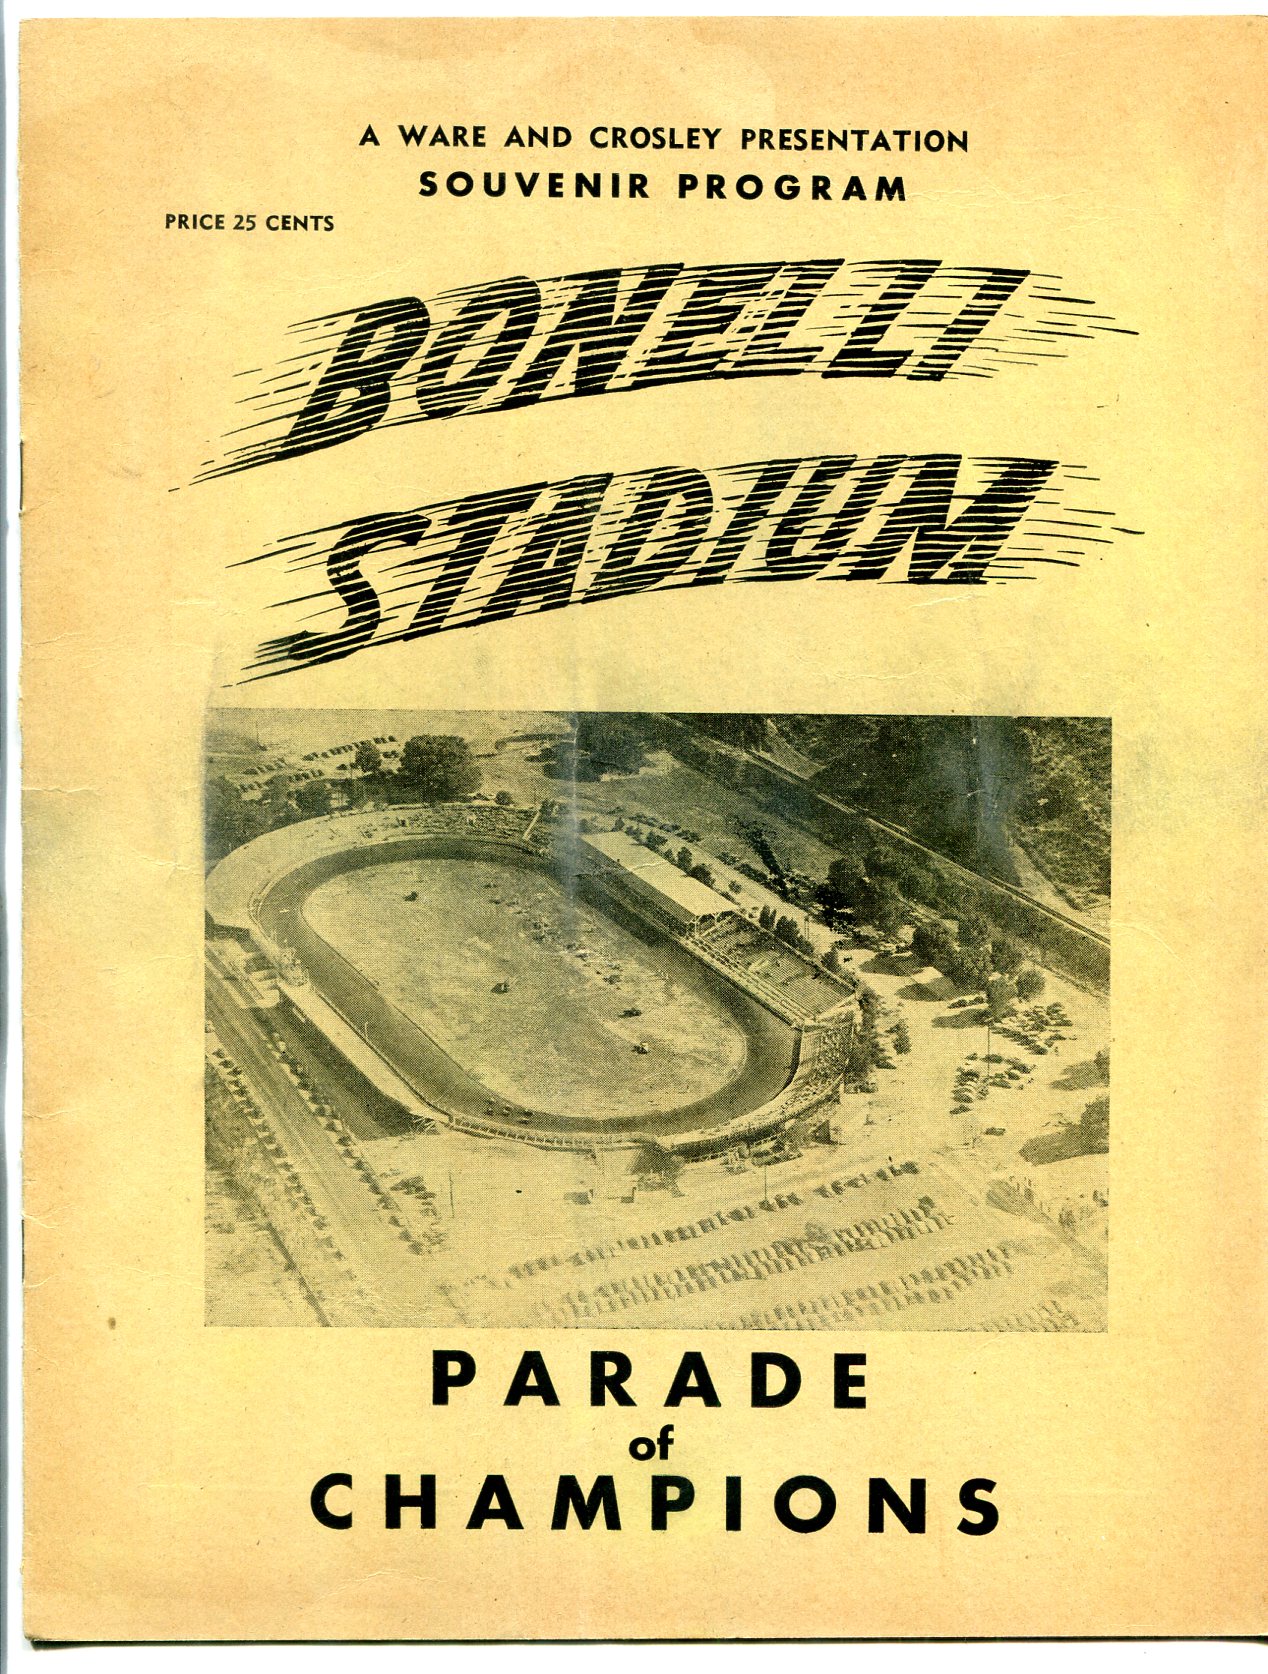 A WARE AND CROSLEY PRESENTATION
SOUVENIR PROGRAM
PRICE 25 CENTS
BONELLI
STADIUM
PARADE
of
CHAMPIONS